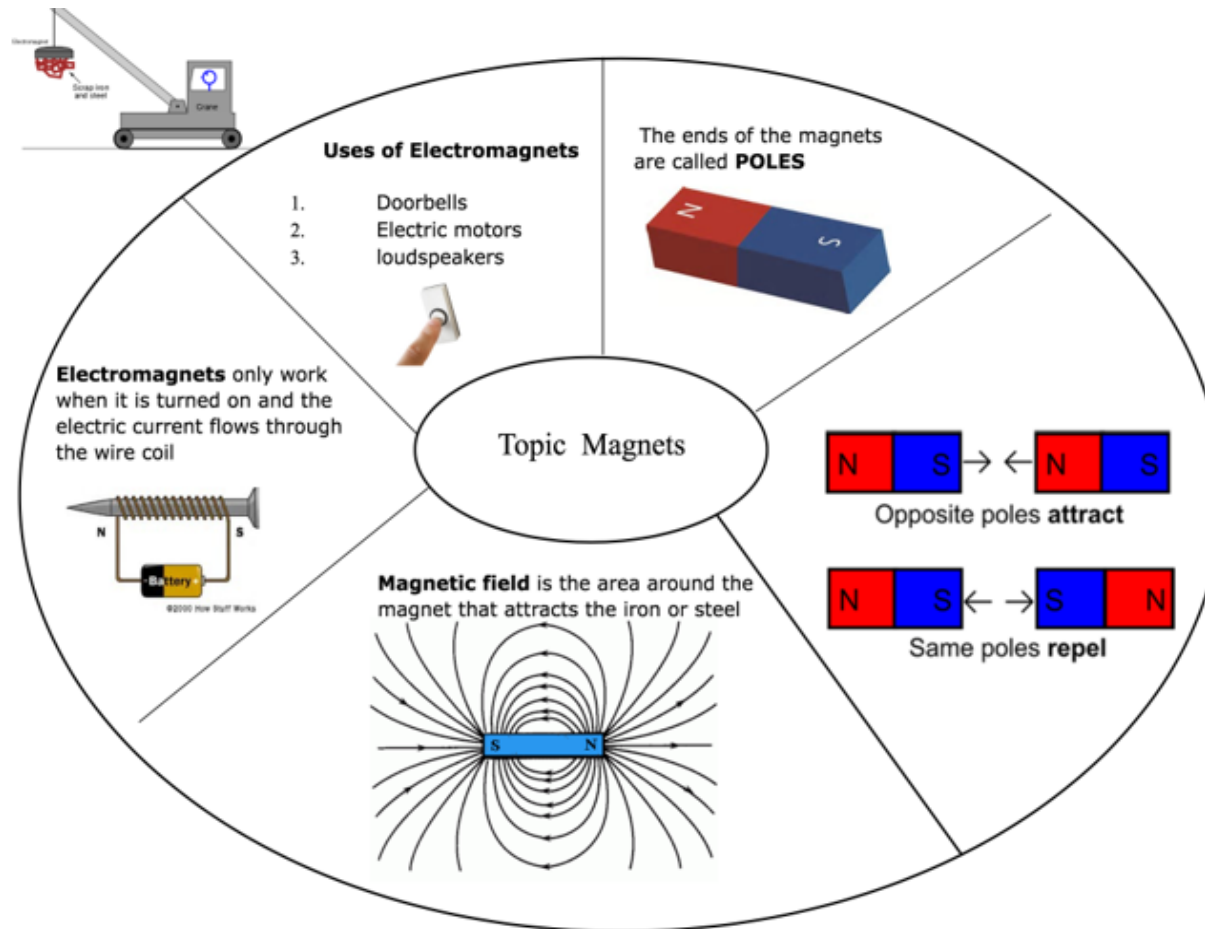 Electromagnet
Scrap iron
and steel
Crane
Uses of Electromagnets
1. Doorbells
2. Electric motors
3. loudspeakers
The ends of the magnets
are called POLES
N
S
Electromagnets only work
when it is turned on and the
electric current flows through
the wire coil
N S
Battery
©2000 How Stuff Works
Topic Magnets
N S N S
Opposite poles attract
N S S N
Same poles repel
Magnetic field is the area around the
magnet that attracts the iron or steel
S N